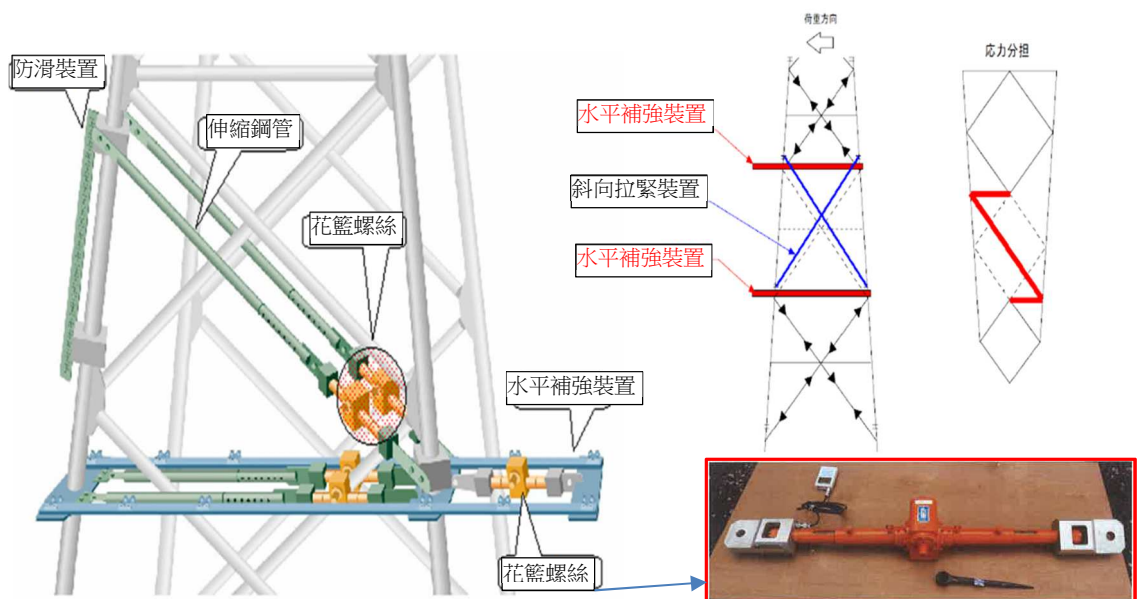 防滑裝置
伸縮鋼管
花籃螺絲
水平補強裝置
花籃螺絲
荷重方向
水平補強裝置
斜向拉緊裝置
水平補強裝置
応力分担